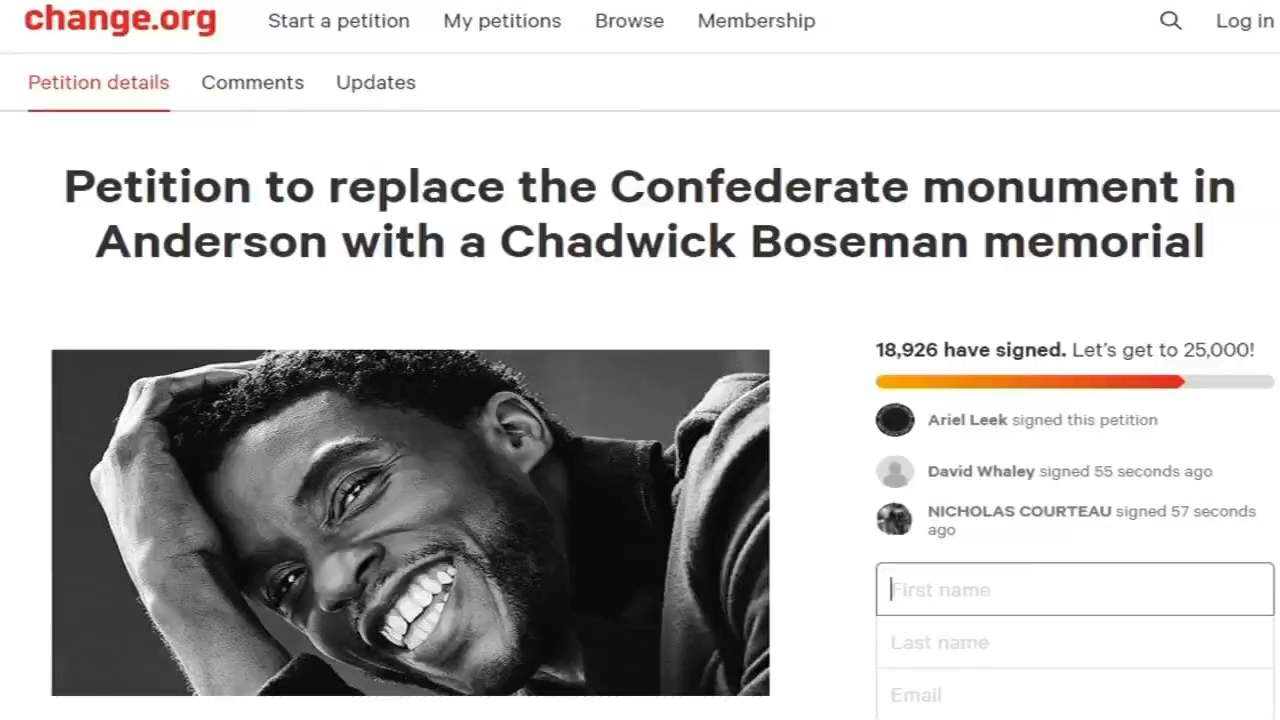 change.org
Start a petition
My petitions
Browse
Membership
Log in
Petition details
Comments
Updates
Petition to replace the Confederate monument in
Anderson with a Chadwick Boseman memorial
18,926 have signed. Let's get to 25,000!
Ariel Leek signed this petition
David Whaley signed 55 seconds ago
NICHOLAS COURTEAU signed 57 seconds
ago
First name
Last name
Email